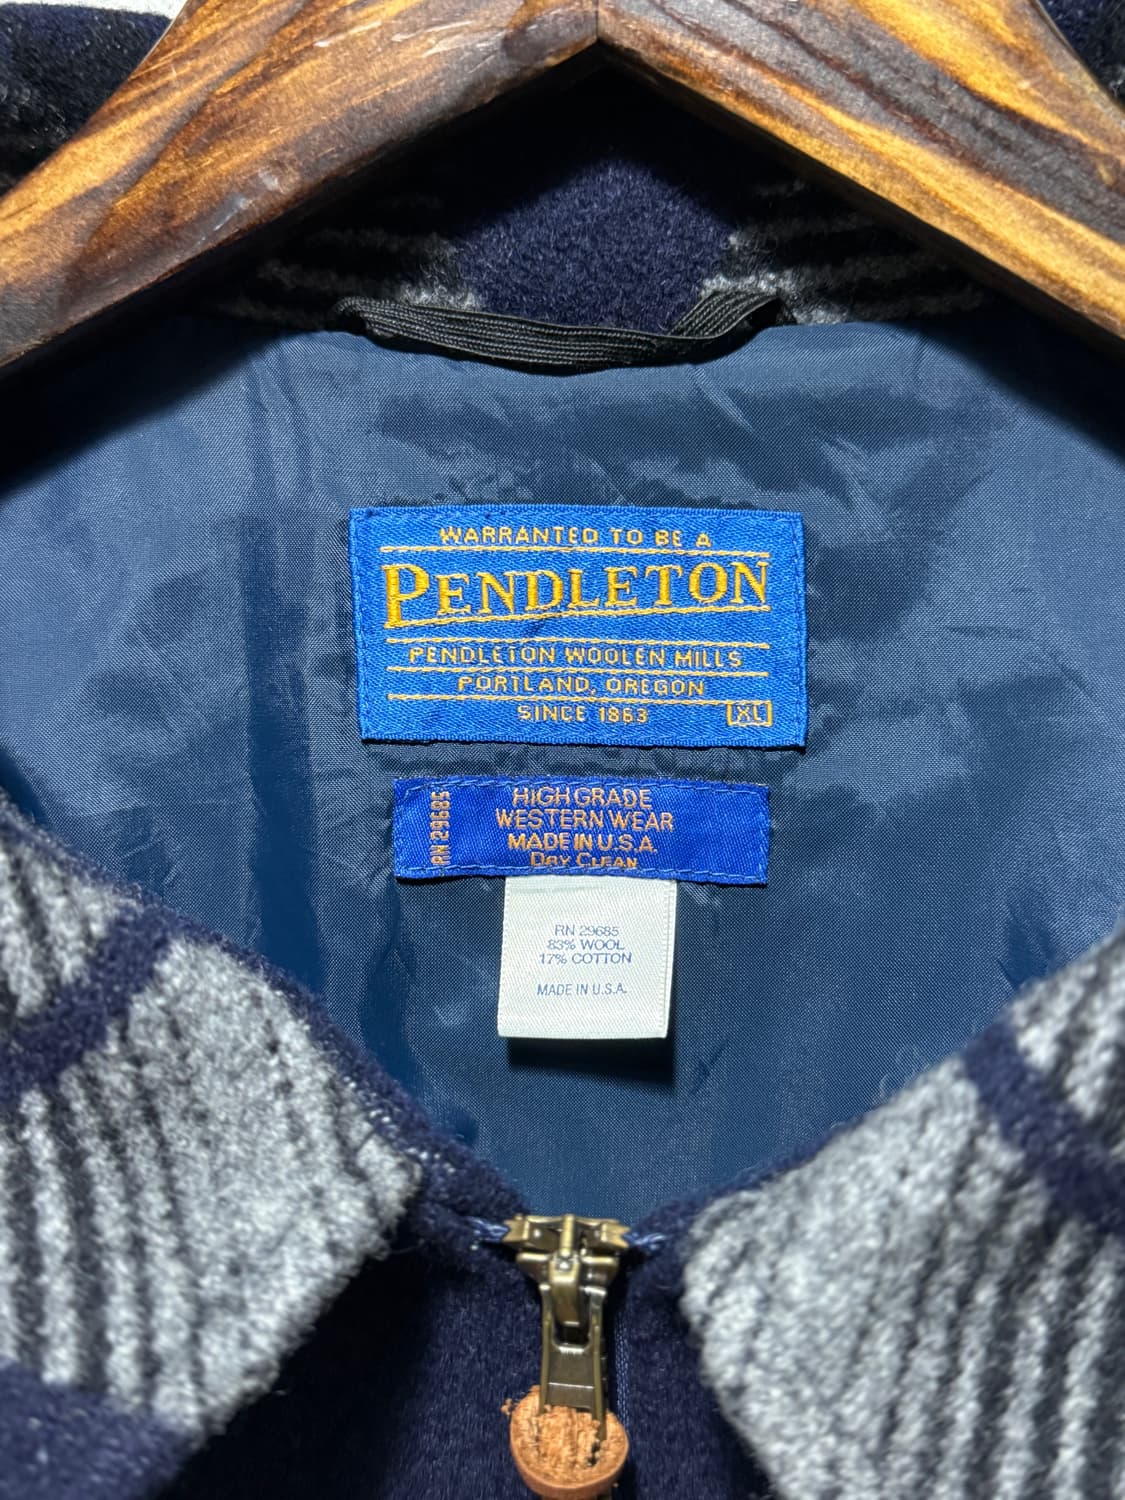 WARRANTED TO BE A
PENDLETON
PENDLETON WOOLEN MILLS
PORTLAND, OREGON
SINCE 1863
XL
RN 29685
HIGH GRADE
WESTERN WEAR
MADE IN U.S.A.
DRY CLEAN
RN 29685
83% WOOL
17% COTTON
MADE IN U.S.A.